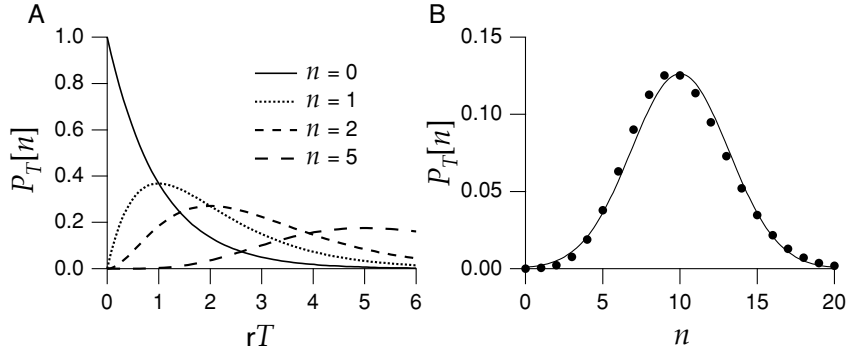 A
P_T[n]
1.0
0.8
0.6
0.4
0.2
0.0
n = 0
n = 1
n = 2
n = 5
0 1 2 3 4 5 6
rT
B
P_T[n]
0.15
0.10
0.05
0.00
0 5 10 15 20
n